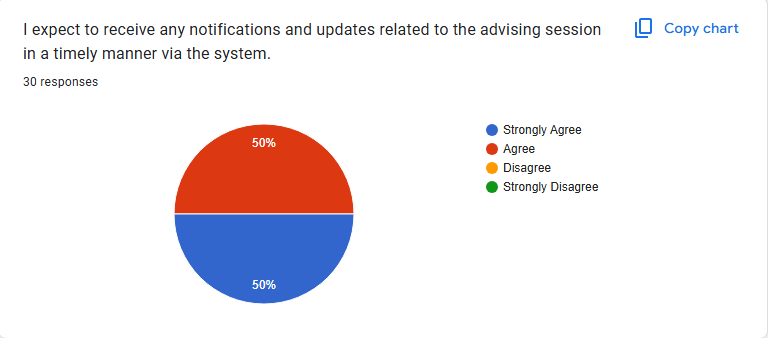 I expect to receive any notifications and updates related to the advising session
in a timely manner via the system.
Copy chart
30 responses
50%
50%
Strongly Agree
Agree
Disagree
Strongly Disagree